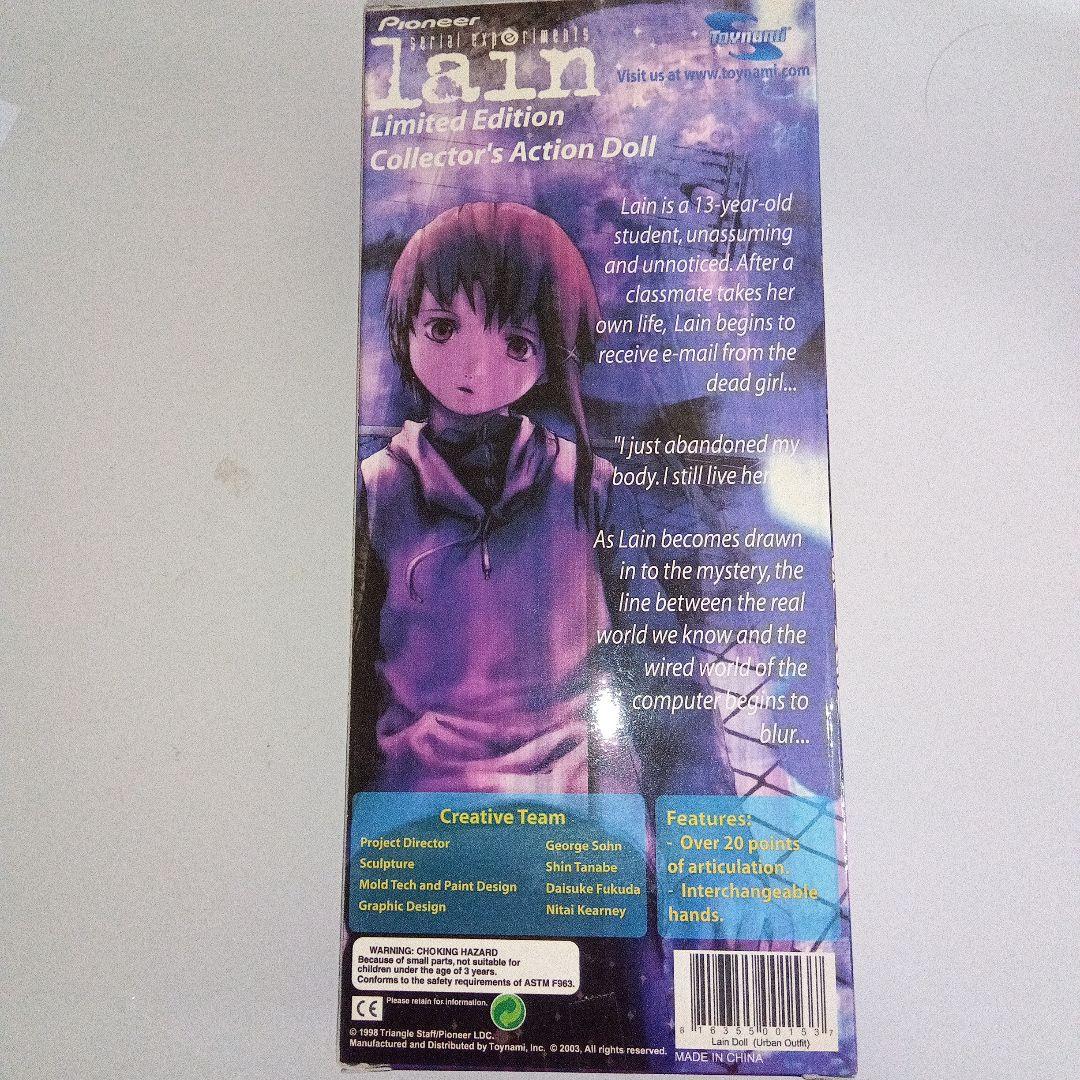 Pioneer
serial experiments
lain
Limited Edition
Collector's Action Doll
Toynami
Visit us at www.toynami.com
Lain is a 13-year-old
student, unassuming
and unnoticed. After a
classmate takes her
own life, Lain begins to
receive e-mail from the
dead girl...
"I just abandoned my
body. I still live
As Lain becomes drawn
in to the mystery, the
line between the real
world we know and the
wired world of the
computer begins to
blur...
Creative Team
Project Director George Sohn
Sculpture Shin Tanabe
Mold Tech and Paint Design Daisuke Fukuda
Graphic Design Nitai Kearney
Features:
- Over 20 points
of articulation.
- Interchangeable
hands.
WARNING: CHOKING HAZARD
Because of small parts, not suitable for
children under the age of 3 years.
Conforms to the safety requirements of ASTM F963.
CE
Please retain for information.
© 1998 Triangle Staff/Pioneer LDC.
Manufactured and Distributed by Toynami, Inc. © 2003, All rights reserved.
8 16355 00153 7
Lain Doll (Urban Outfit)
MADE IN CHINA